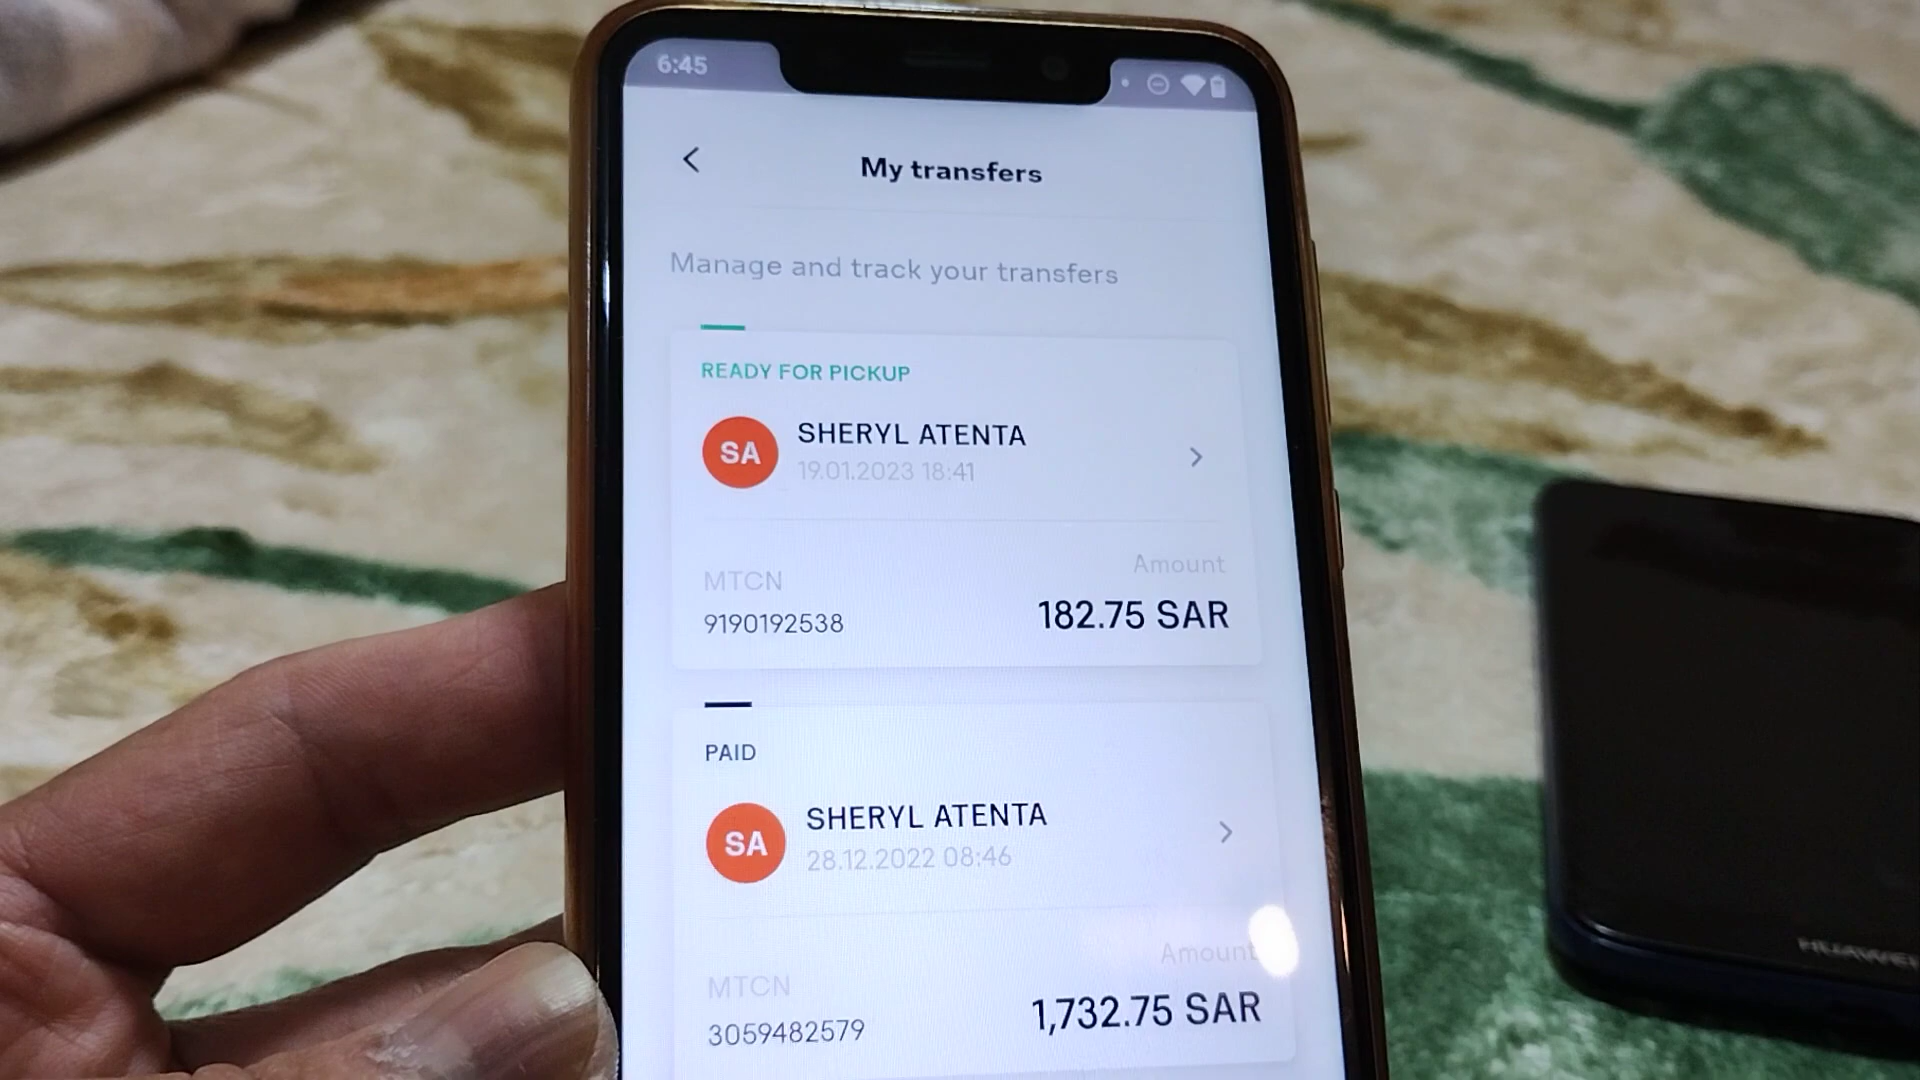 6:45
My transfers
Manage and track your transfers
READY FOR PICKUP
SA
SHERYL ATENTA
19.01.2023 18:41
MTCN
Amount
9190192538
182.75 SAR
PAID
SA
SHERYL ATENTA
28.12.2022 08:46
MTCN
Amount
3059482579
1,732.75 SAR
HUAWEI